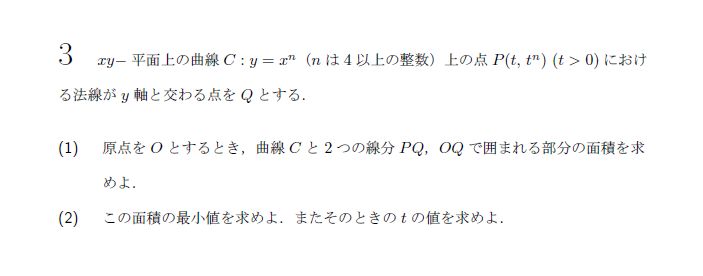 3 xy− 平面上の曲線 C : y = xⁿ（n は 4 以上の整数）上の点 P(t, tⁿ) (t > 0) におけ
る法線が y 軸と交わる点を Q とする．
(1) 原点を O とするとき，曲線 C と 2 つの線分 PQ，OQ で囲まれる部分の面積を求
めよ．
(2) この面積の最小値を求めよ．またそのときの t の値を求めよ．